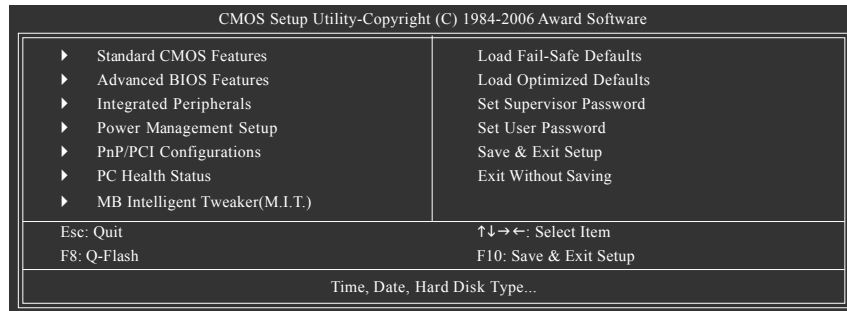 CMOS Setup Utility-Copyright (C) 1984-2006 Award Software
Standard CMOS Features
Advanced BIOS Features
Integrated Peripherals
Power Management Setup
PnP/PCI Configurations
PC Health Status
MB Intelligent Tweaker(M.I.T.)
Load Fail-Safe Defaults
Load Optimized Defaults
Set Supervisor Password
Set User Password
Save & Exit Setup
Exit Without Saving
Esc: Quit
↑↓→←: Select Item
F8: Q-Flash
F10: Save & Exit Setup
Time, Date, Hard Disk Type...